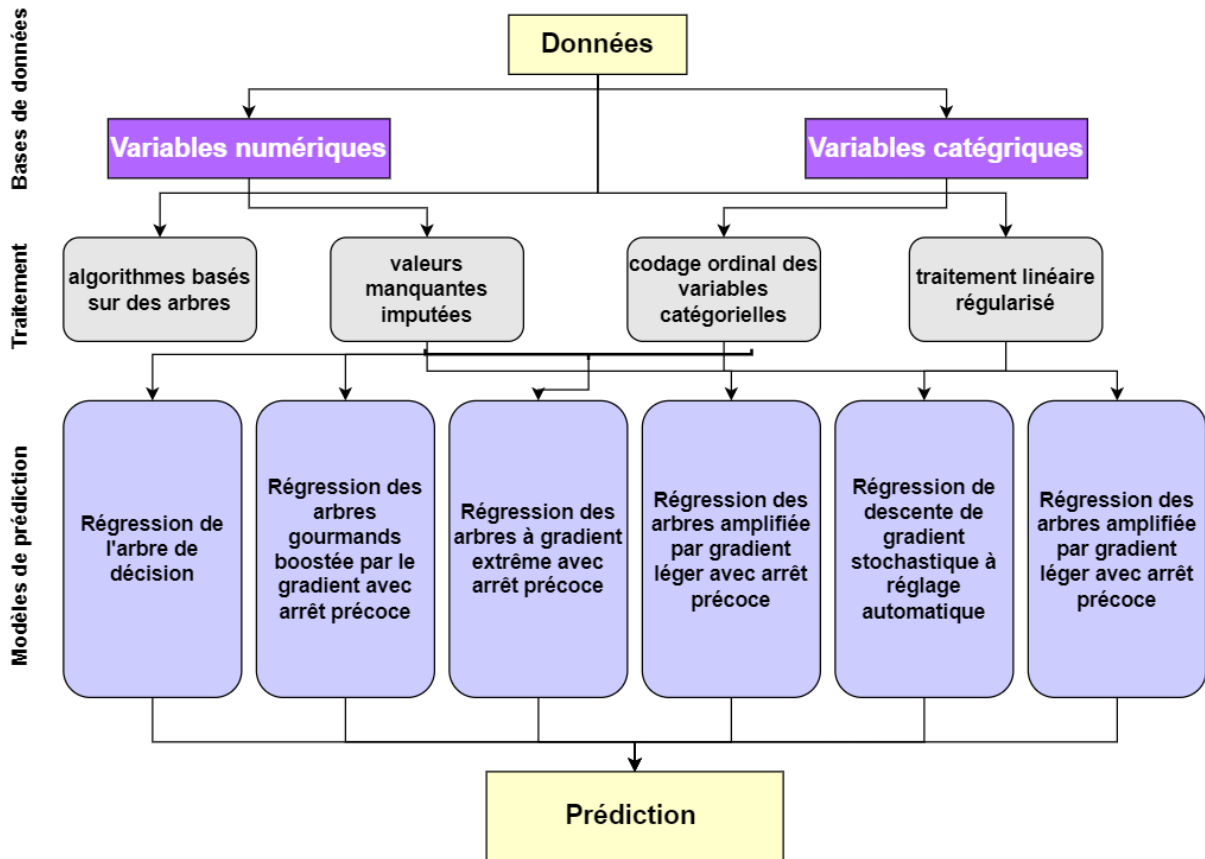 Bases de données
Données
Variables numériques
Variables catégriques
Traitement
algorithmes basés
sur des arbres
valeurs
manquantes
imputées
codage ordinal des
variables
catégorielles
traitement linéaire
régularisé
Modèles de prédiction
Régression de
l'arbre de
décision
Régression des
arbres
gourmands
boostée par le
gradient avec
arrêt précoce
Régression des
arbres à gradient
extrême avec
arrêt précoce
Régression des
arbres amplifiée
par gradient
léger avec arrêt
précoce
Régression de
descente de
gradient
stochastique à
réglage
automatique
Régression des
arbres amplifiée
par gradient
léger avec arrêt
précoce
Prédiction